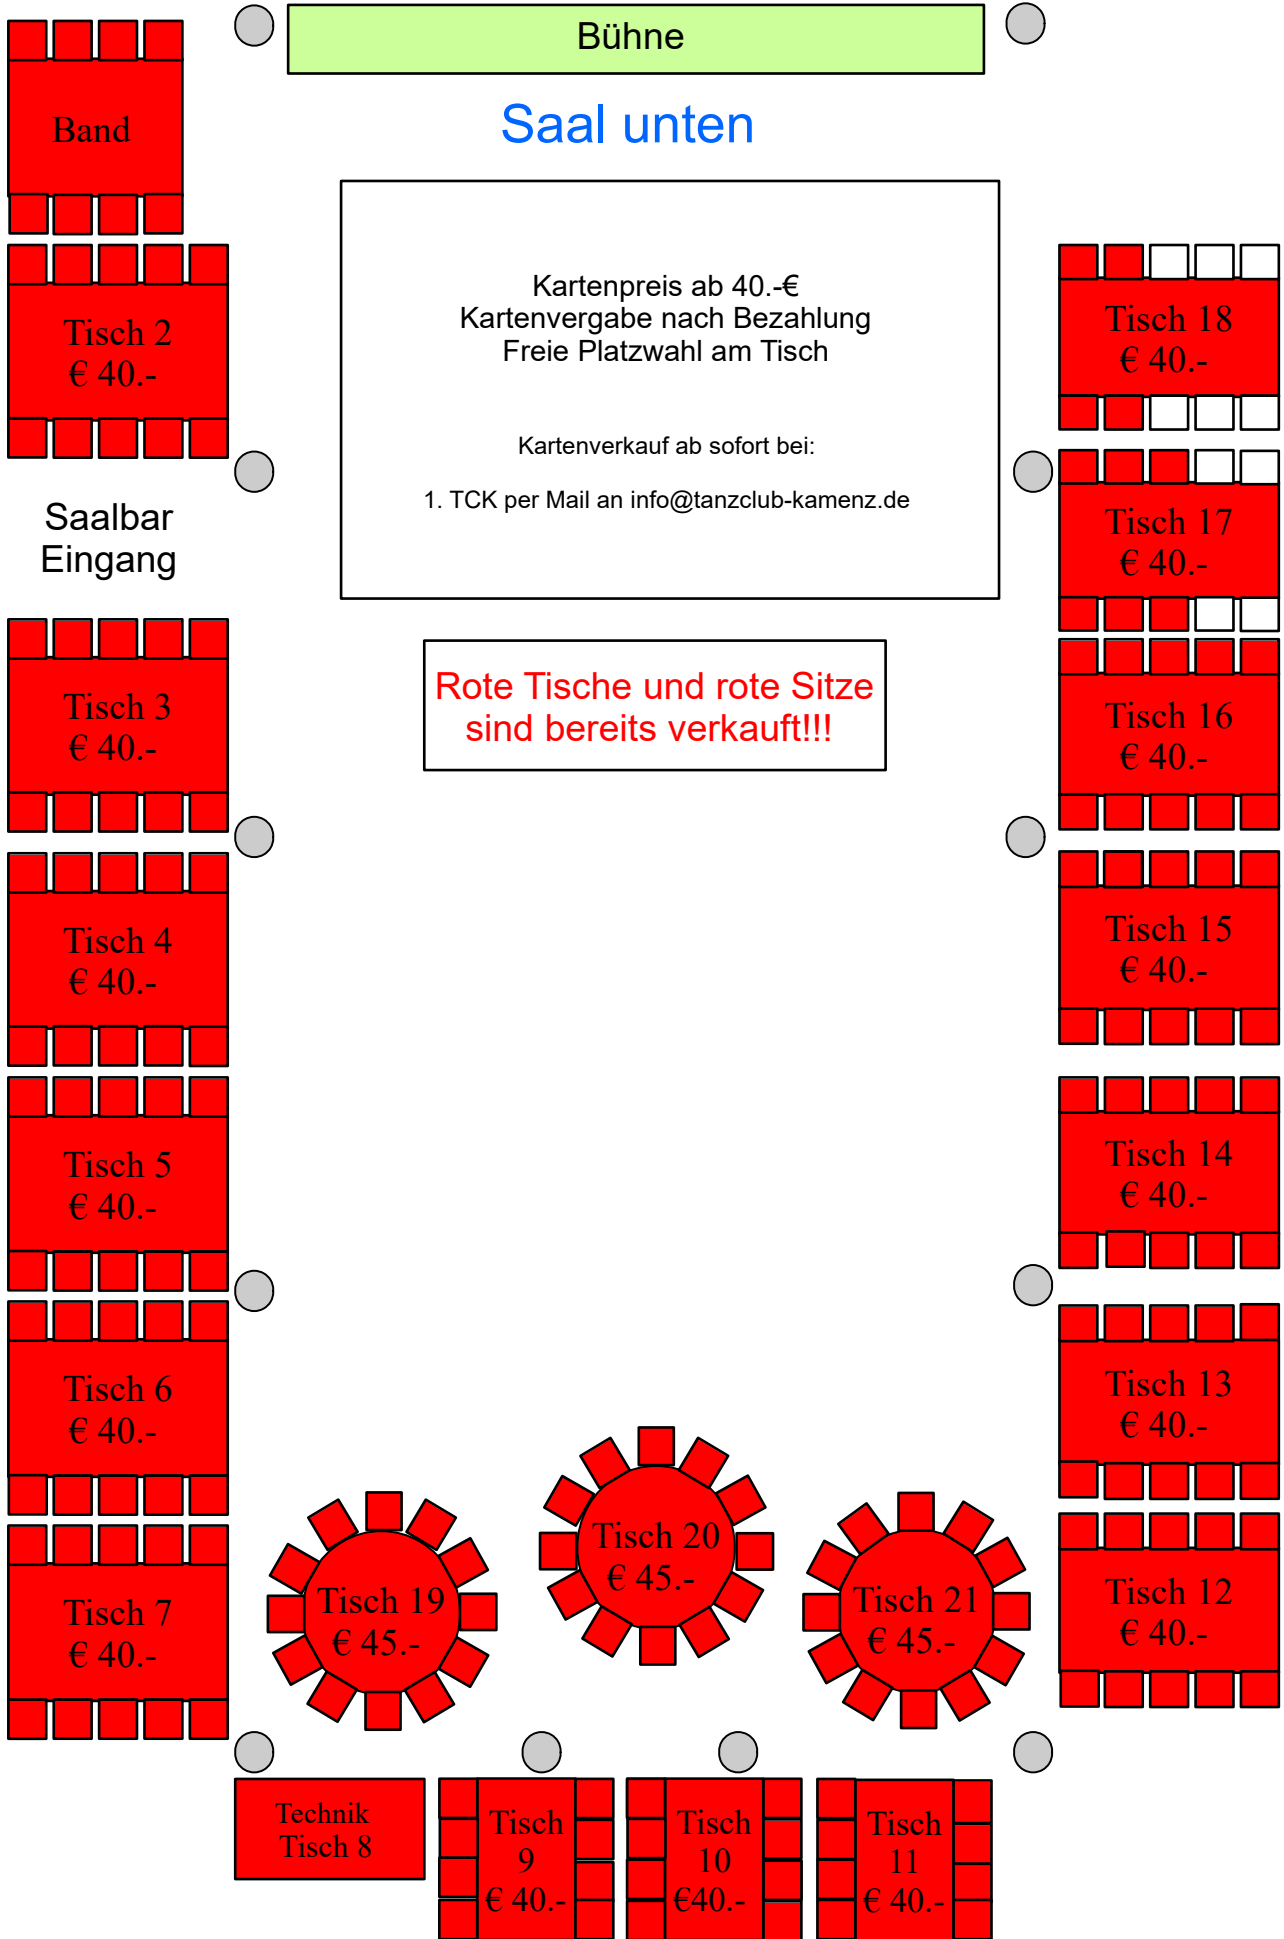 Bühne
Saal unten
Band
Kartenpreis ab 40.-€
Kartenvergabe nach Bezahlung
Freie Platzwahl am Tisch
Kartenverkauf ab sofort bei:
1. TCK per Mail an info@tanzclub-kamenz.de
Rote Tische und rote Sitze
sind bereits verkauft!!!
Tisch 2
€ 40.-
Saalbar
Eingang
Tisch 3
€ 40.-
Tisch 4
€ 40.-
Tisch 5
€ 40.-
Tisch 6
€ 40.-
Tisch 7
€ 40.-
Tisch 18
€ 40.-
Tisch 17
€ 40.-
Tisch 16
€ 40.-
Tisch 15
€ 40.-
Tisch 14
€ 40.-
Tisch 13
€ 40.-
Tisch 12
€ 40.-
Tisch 19
€ 45.-
Tisch 20
€ 45.-
Tisch 21
€ 45.-
Technik
Tisch 8
Tisch
9
€ 40.-
Tisch
10
€40.-
Tisch
11
€ 40.-